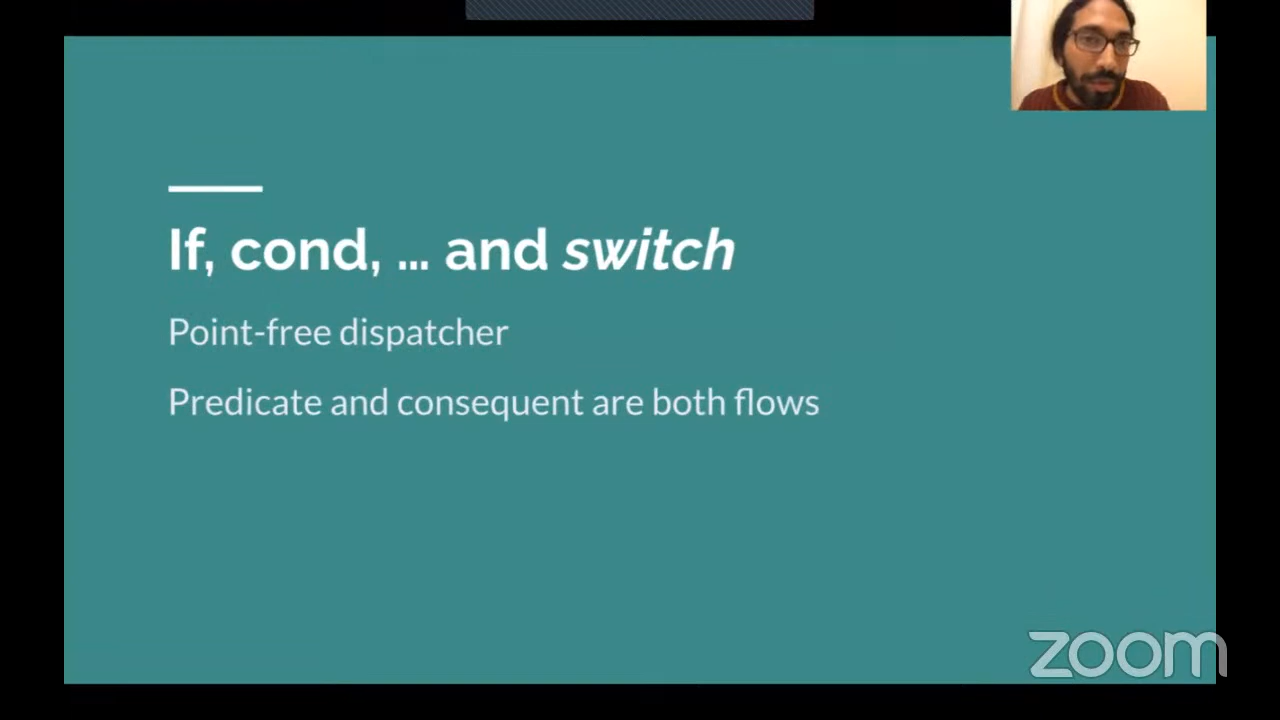 If, cond, ... and switch
Point-free dispatcher
Predicate and consequent are both flows
zoom